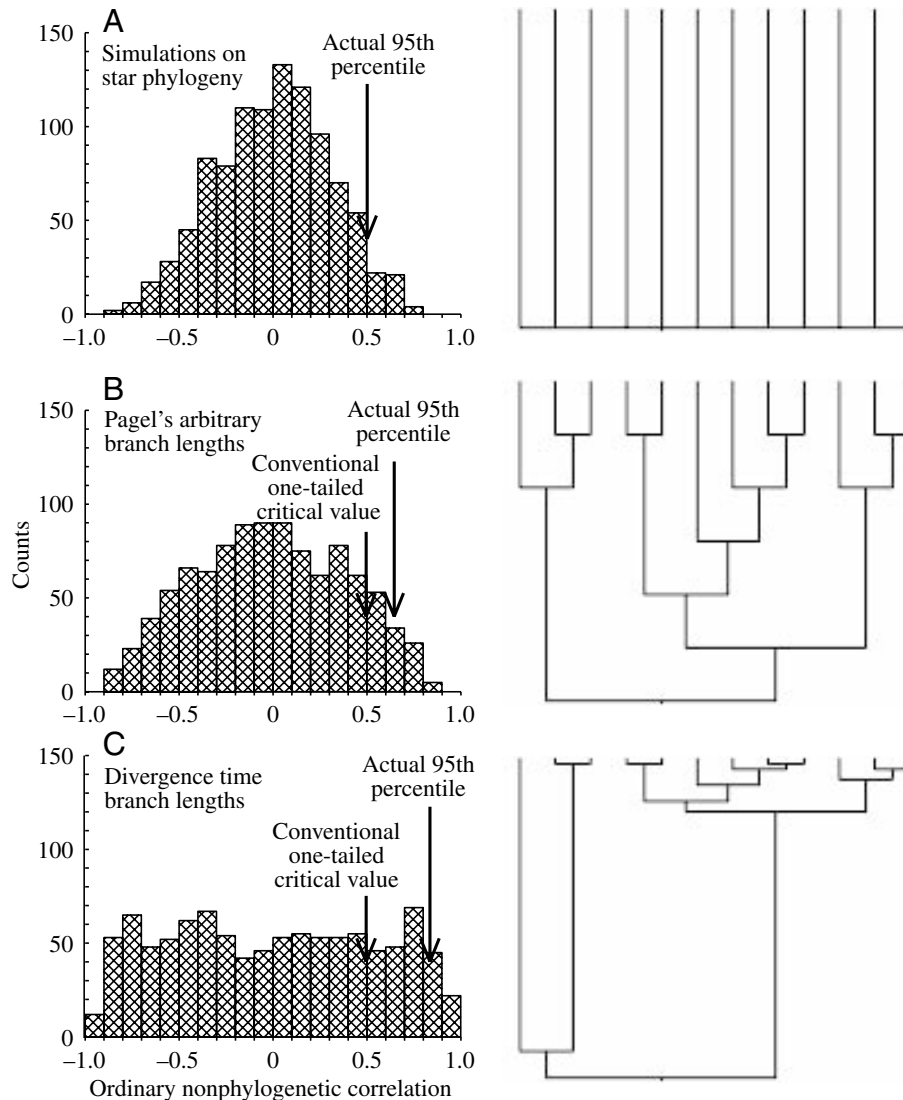 A
Simulations on
star phylogeny
Actual 95th
percentile
150
100
50
0
–1.0
–0.5
0
0.5
1.0
B
Pagel's arbitrary
branch lengths
Actual 95th
percentile
Conventional
one-tailed
critical value
Counts
150
100
50
0
–1.0
–0.5
0
0.5
1.0
C
Divergence time
branch lengths
Actual 95th
percentile
Conventional
one-tailed
critical value
150
100
50
0
–1.0
–0.5
0
0.5
1.0
Ordinary nonphylogenetic correlation